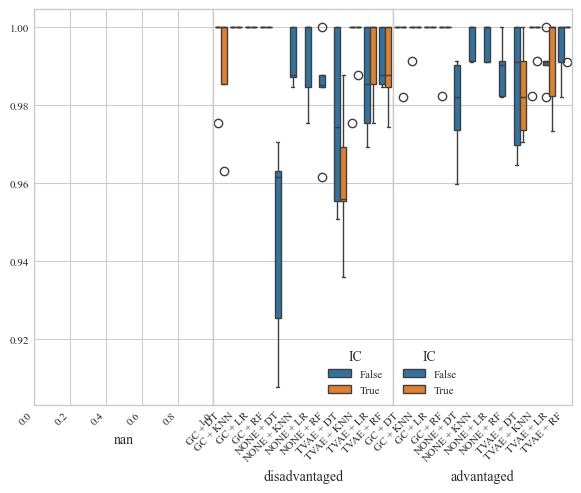 1.00
0.98
0.96
0.94
0.92
IC
False
True
IC
False
True
0.0
0.2
0.4
0.6
0.8
1.0
GC + DT
GC + KNN
GC + LR
GC + RF
NONE + DT
NONE + KNN
NONE + LR
NONE + RF
TVAE + DT
TVAE + KNN
TVAE + LR
TVAE + RF
GC + DT
GC + KNN
GC + LR
GC + RF
NONE + DT
NONE + KNN
NONE + LR
NONE + RF
TVAE + DT
TVAE + KNN
TVAE + LR
TVAE + RF
nan
disadvantaged
advantaged